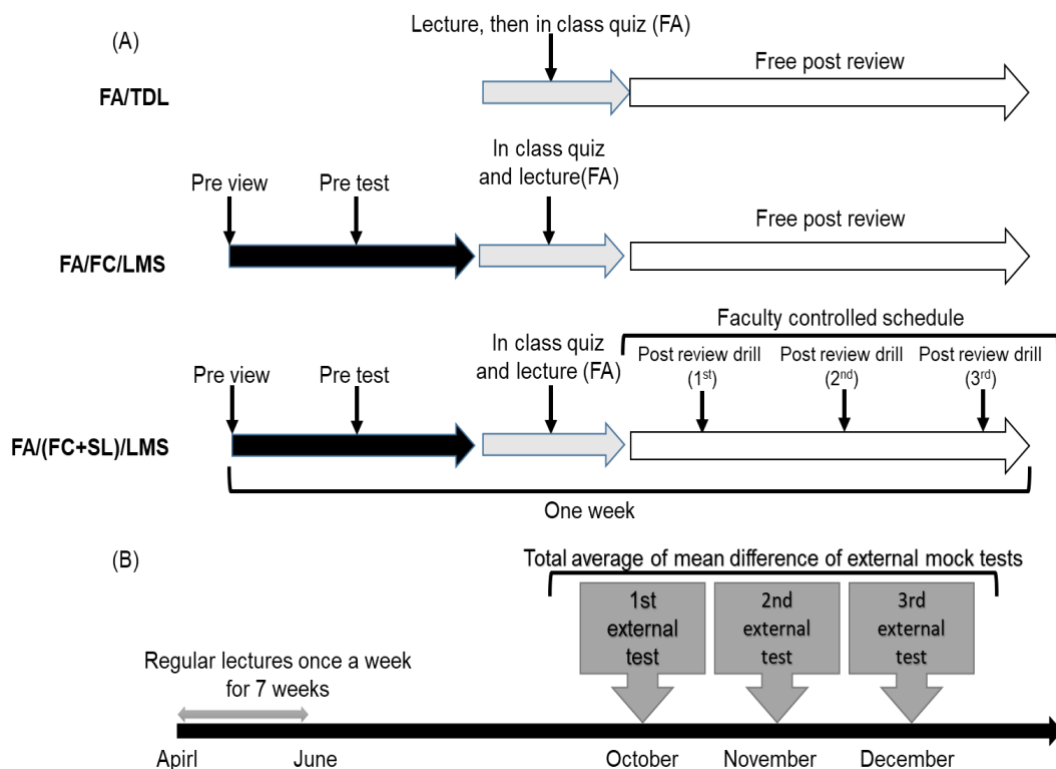 (A)
Lecture, then in class quiz (FA)
Free post review
FA/TDL
In class quiz
and lecture(FA)
Pre view
Pre test
Free post review
FA/FC/LMS
Faculty controlled schedule
In class quiz
and lecture (FA)
Post review drill
(1st)
Post review drill
(2nd)
Post review drill
(3rd)
Pre view
Pre test
FA/(FC+SL)/LMS
One week
(B)
Total average of mean difference of external mock tests
1st
external
test
2nd
external
test
3rd
external
test
Regular lectures once a week
for 7 weeks
Apirl
June
October
November
December